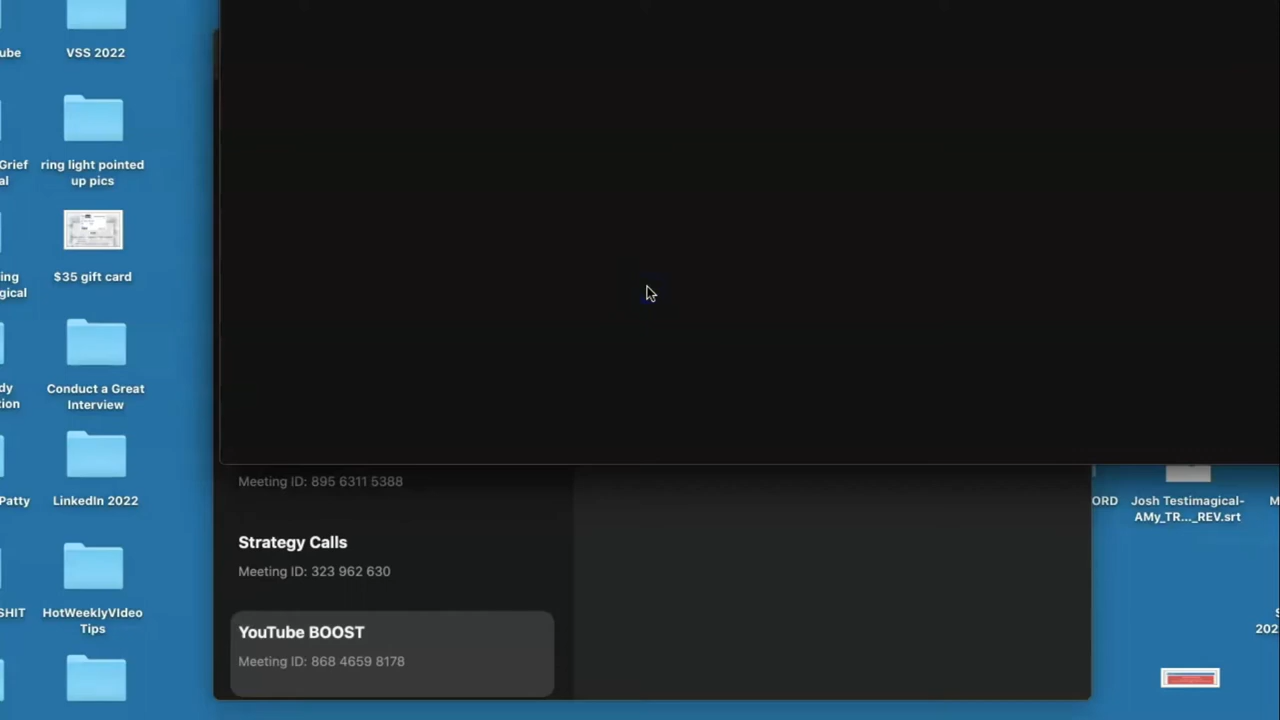 ube
VSS 2022
Grief
al
ring light pointed
up pics
$35 gift card
ing
gical
Conduct a Great
Interview
dy
tion
LinkedIn 2022
Patty
HotWeeklyVIdeo
Tips
SHIT
Meeting ID: 895 6311 5388
Strategy Calls
Meeting ID: 323 962 630
YouTube BOOST
Meeting ID: 868 4659 8178
ORD
Josh Testimagical-
AMy_TR..._REV.srt
M
S
202